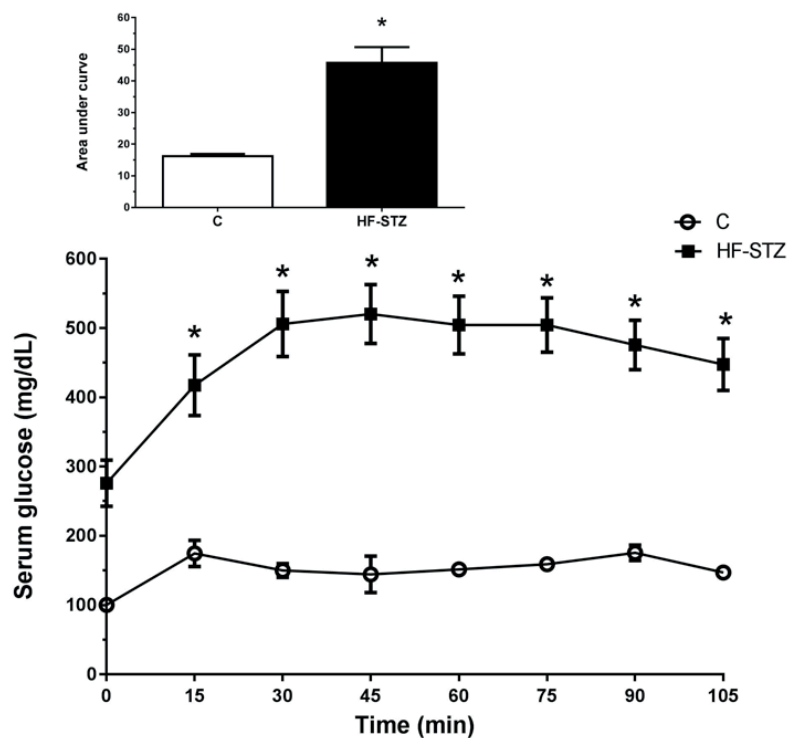 *
60
50
40
30
20
10
0
Area under curve
C
HF-STZ
C
HF-STZ
600
500
400
300
200
100
0
* * * * * * *
Serum glucose (mg/dL)
0 15 30 45 60 75 90 105
Time (min)